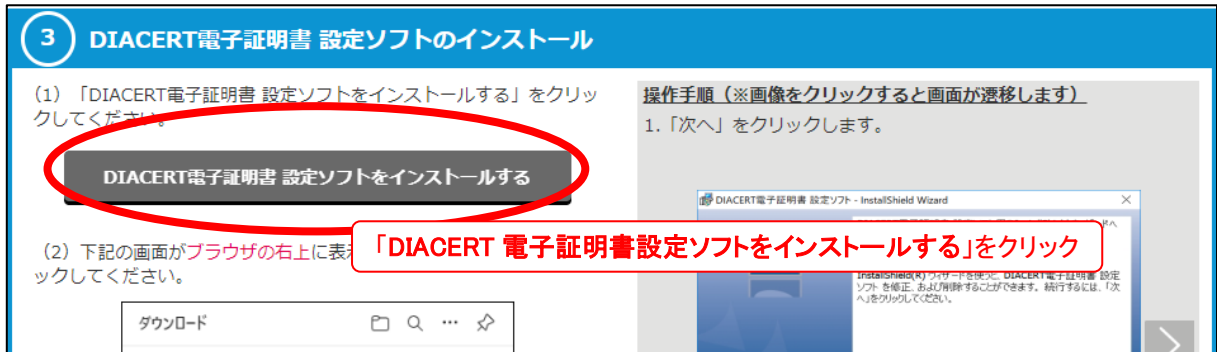 3 DIACERT電子証明書 設定ソフトのインストール
(1) 「DIACERT電子証明書 設定ソフトをインストールする」をクリッ
クしてください。
DIACERT電子証明書 設定ソフトをインストールする
(2) 下記の画面がブラウザの右上に表
ックしてください。
ダウンロード
「DIACERT 電子証明書設定ソフトをインストールする」をクリック
操作手順(※画像をクリックすると画面が遷移します)
1.「次へ」をクリックします。
DIACERT電子証明書 設定ソフト - InstallShield Wizard
InstallShield(R) ウィザードを使うと、DIACERT電子証明書 設定
ソフト を修正、および削除することができます。続行するには、「次
へ」をクリックしてください。